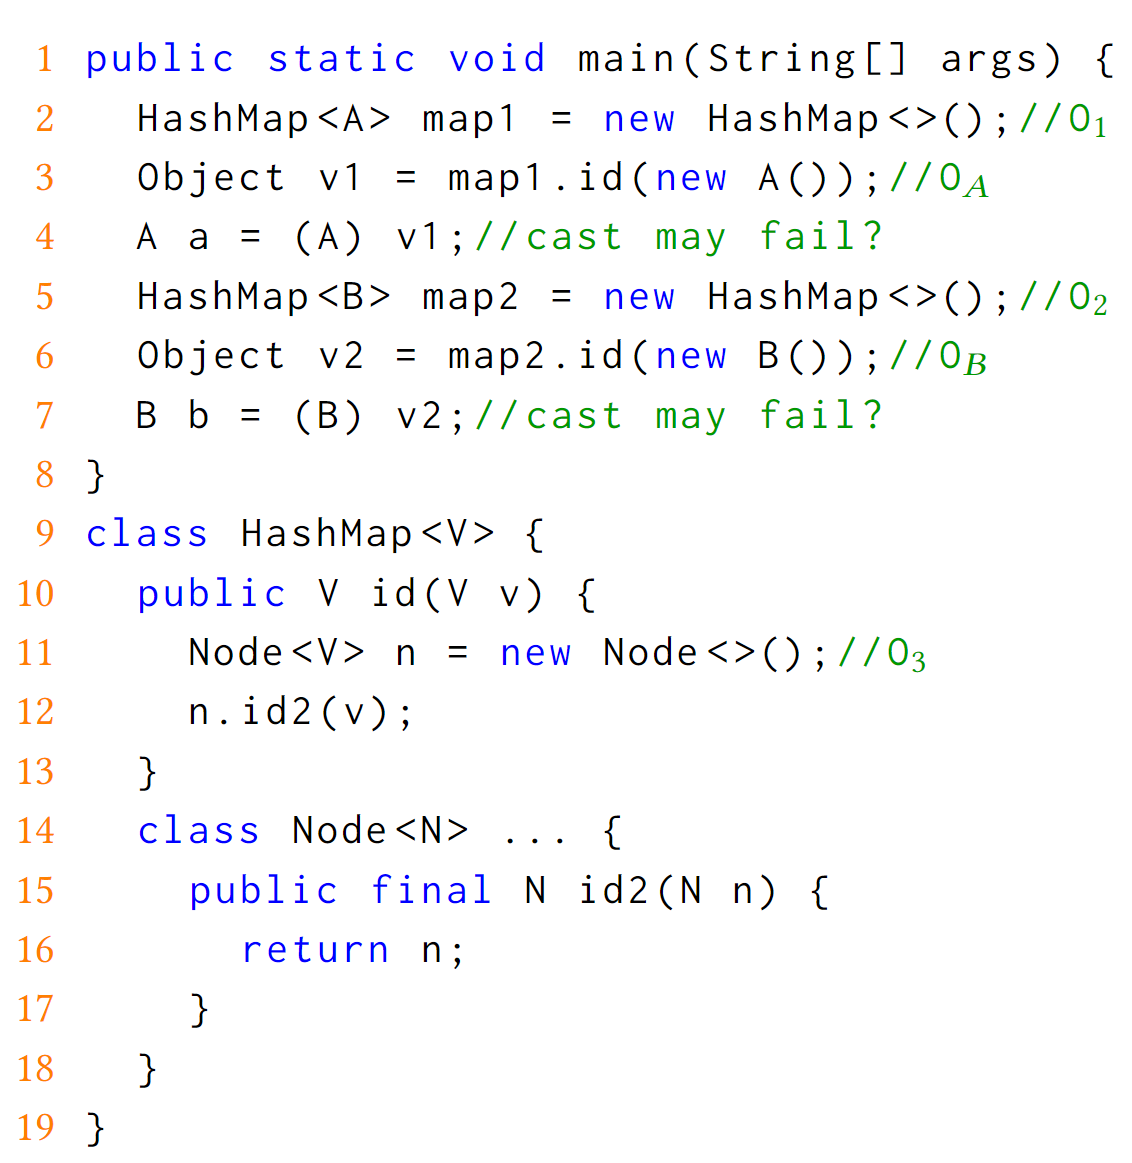 1 public static void main(String[] args) {
2 HashMap<A> map1 = new HashMap<>();//O₁
3 Object v1 = map1.id(new A());//O_A
4 A a = (A) v1;//cast may fail?
5 HashMap<B> map2 = new HashMap<>();//O₂
6 Object v2 = map2.id(new B());//O_B
7 B b = (B) v2;//cast may fail?
8 }
9 class HashMap<V> {
10 public V id(V v) {
11 Node<V> n = new Node<>();//O₃
12 n.id2(v);
13 }
14 class Node<N> ... {
15 public final N id2(N n) {
16 return n;
17 }
18 }
19 }